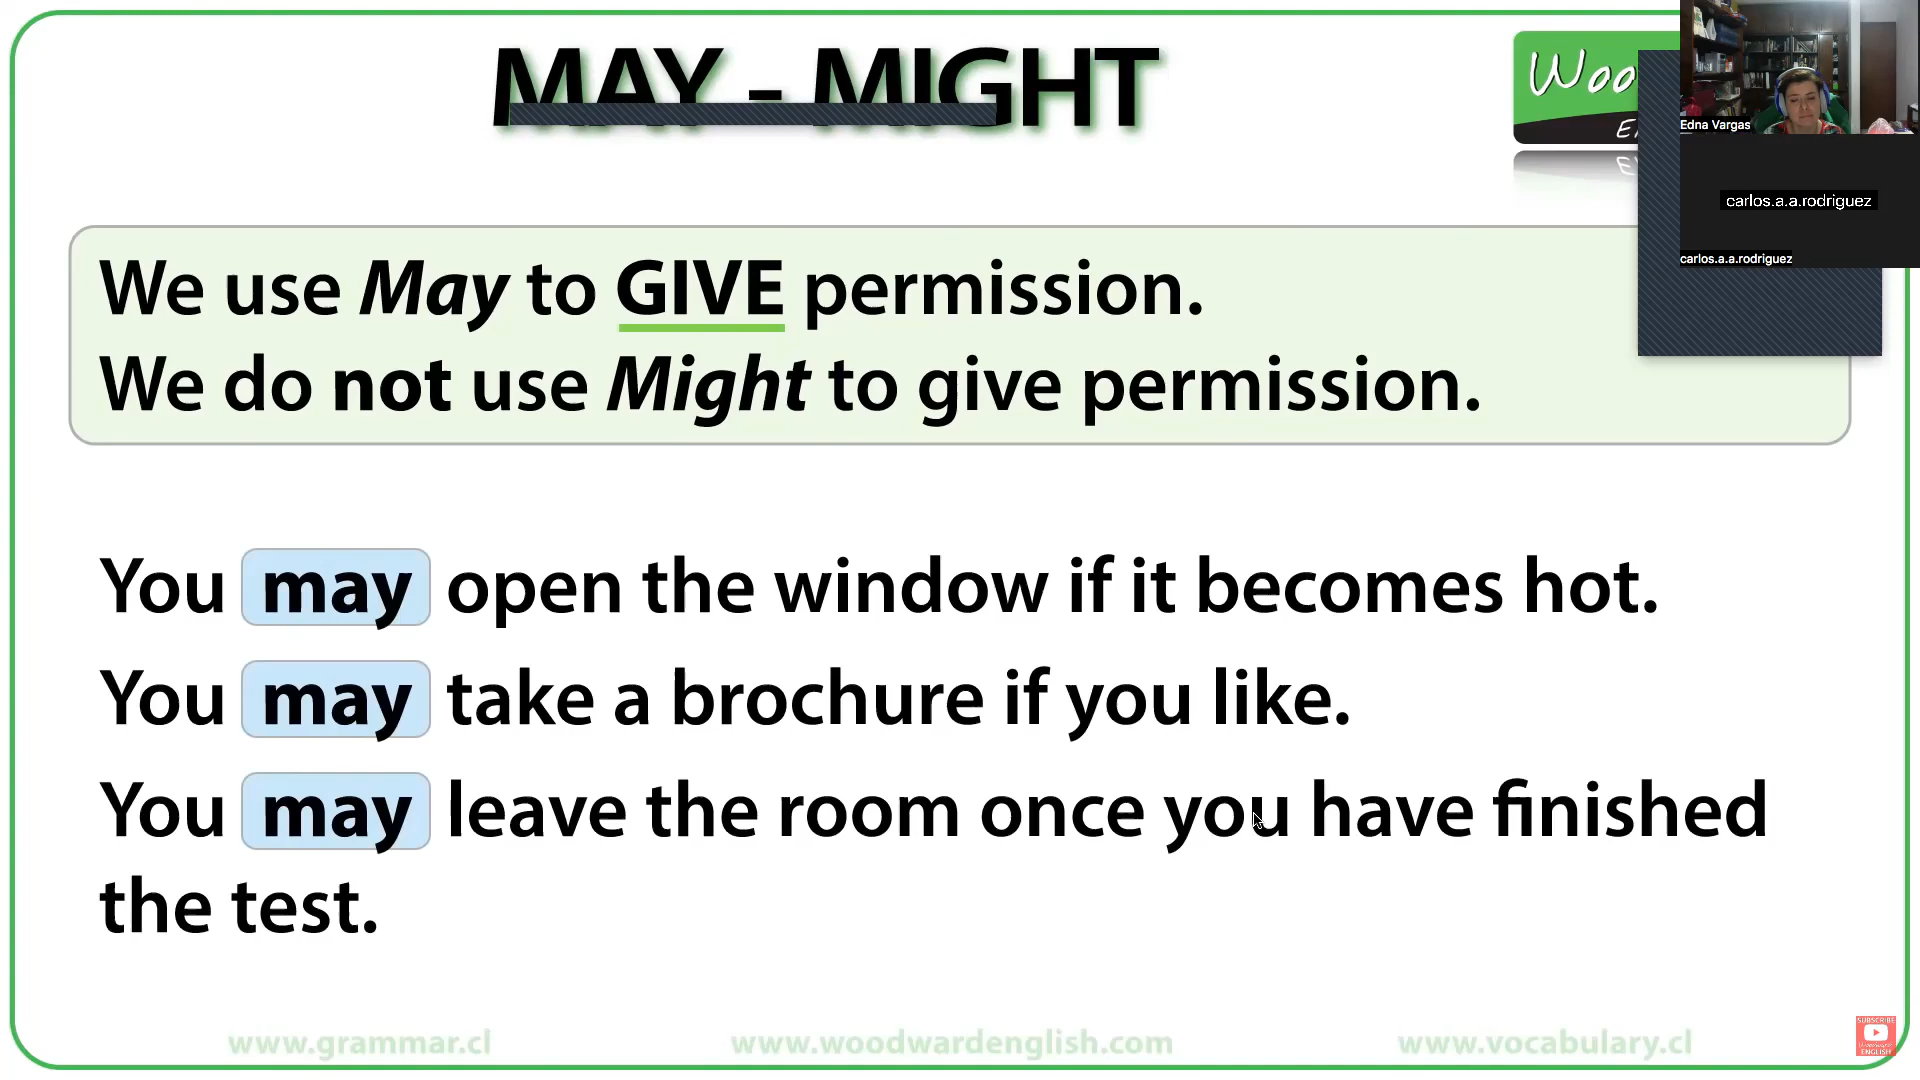 MAY - MIGHT
Woo
Edna Vargas
carlos.a.a.rodriguez
carlos.a.a.rodriguez
We use May to GIVE permission.
We do not use Might to give permission.
You may open the window if it becomes hot.
You may take a brochure if you like.
You may leave the room once you have finished
the test.
www.grammar.cl www.woodwardenglish.com www.vocabulary.cl
SUBSCRIBE
ENGLISH